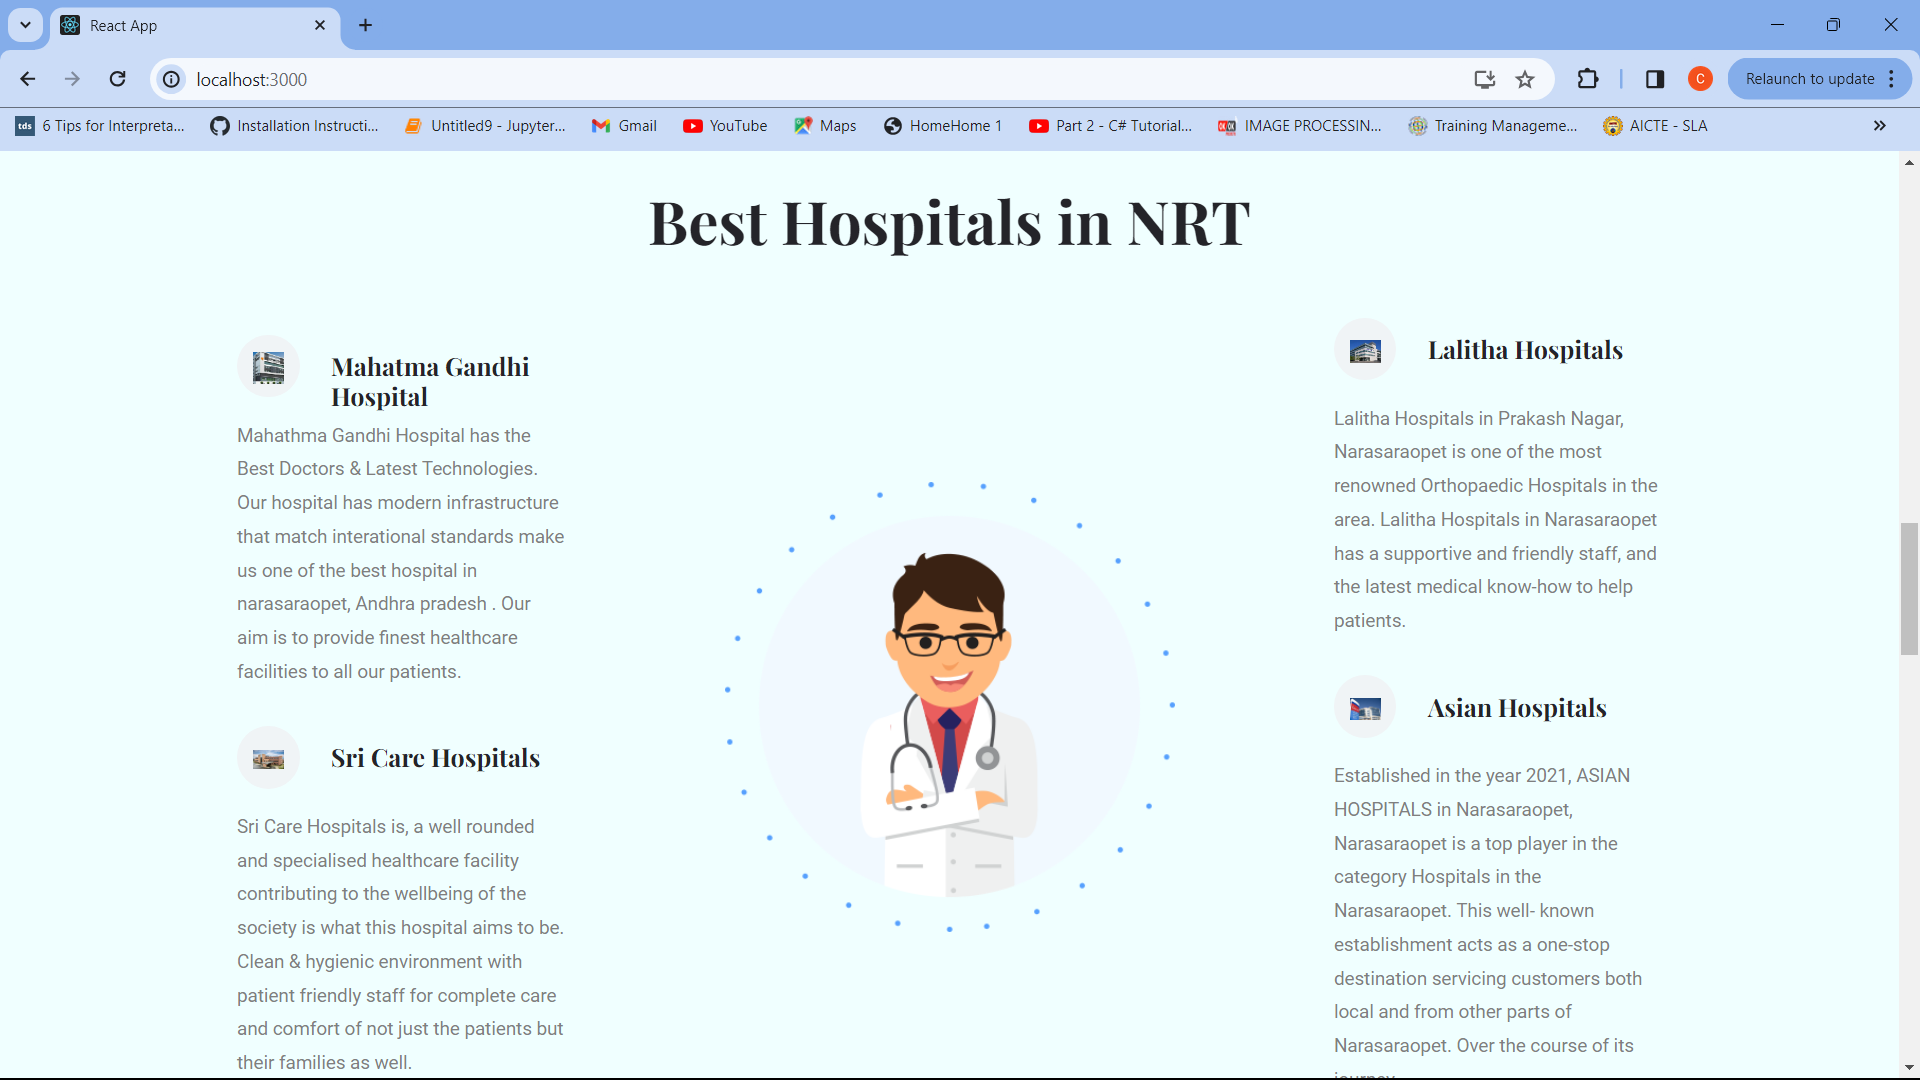 React App
localhost:3000
Relaunch to update
C
tds 6 Tips for Interpreta...
Installation Instructi...
Untitled9 - Jupyter...
Gmail
YouTube
Maps
HomeHome 1
Part 2 - C# Tutorial...
IMAGE PROCESSIN...
Training Manageme...
AICTE - SLA
Best Hospitals in NRT
Mahatma Gandhi
Hospital
Mahathma Gandhi Hospital has the
Best Doctors & Latest Technologies.
Our hospital has modern infrastructure
that match interational standards make
us one of the best hospital in
narasaraopet, Andhra pradesh . Our
aim is to provide finest healthcare
facilities to all our patients.
Sri Care Hospitals
Sri Care Hospitals is, a well rounded
and specialised healthcare facility
contributing to the wellbeing of the
society is what this hospital aims to be.
Clean & hygienic environment with
patient friendly staff for complete care
and comfort of not just the patients but
their families as well.
Lalitha Hospitals
Lalitha Hospitals in Prakash Nagar,
Narasaraopet is one of the most
renowned Orthopaedic Hospitals in the
area. Lalitha Hospitals in Narasaraopet
has a supportive and friendly staff, and
the latest medical know-how to help
patients.
Asian Hospitals
Established in the year 2021, ASIAN
HOSPITALS in Narasaraopet,
Narasaraopet is a top player in the
category Hospitals in the
Narasaraopet. This well- known
establishment acts as a one-stop
destination servicing customers both
local and from other parts of
Narasaraopet. Over the course of its